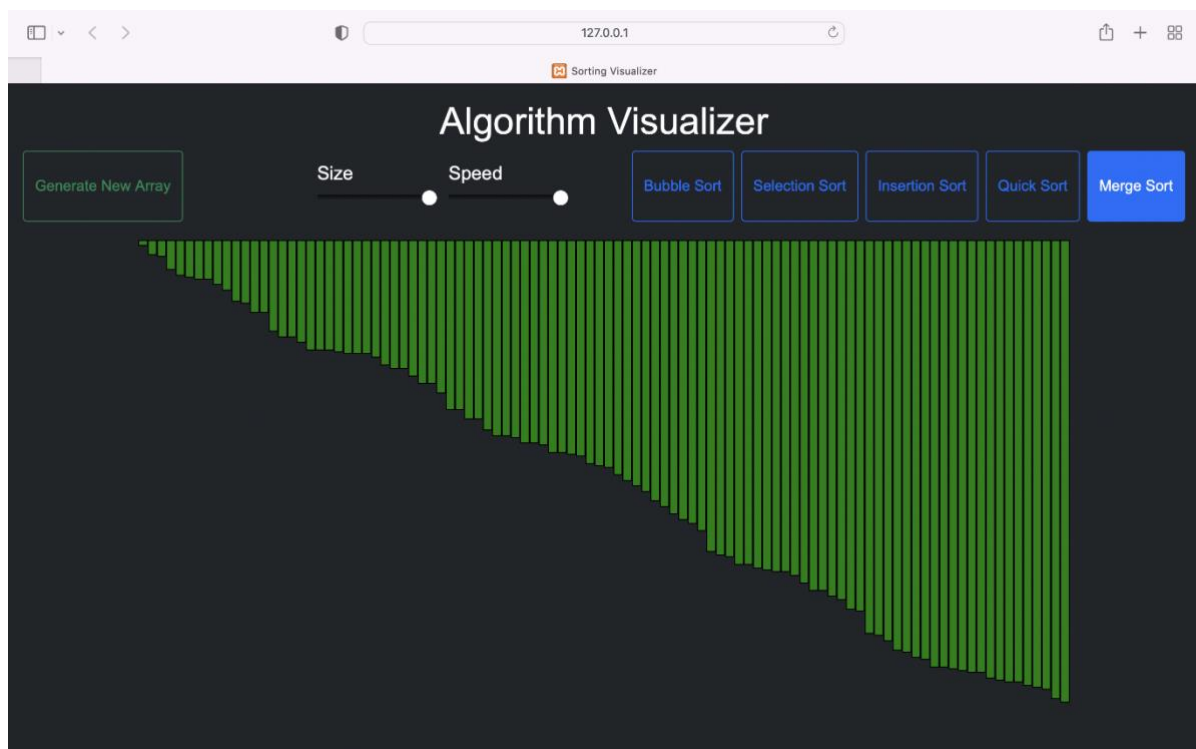 127.0.0.1
Sorting Visualizer
Algorithm Visualizer
Generate New Array
Size
Speed
Bubble Sort
Selection Sort
Insertion Sort
Quick Sort
Merge Sort